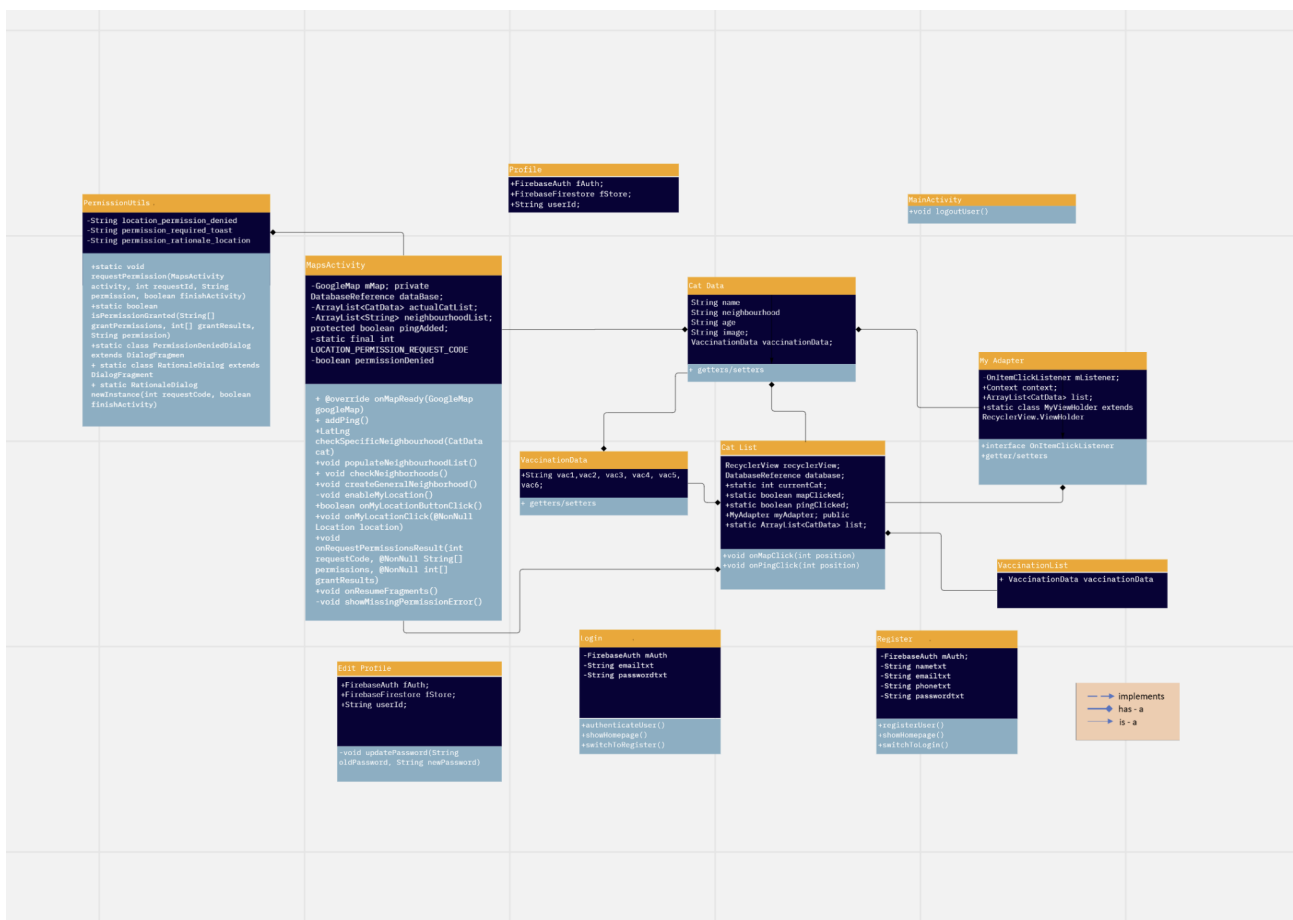 Profile
+FirebaseAuth fAuth;
+FirebaseFirestore fStore;
+String userId;
PermissionUtils
-String location_permission_denied
-String permission_required_toast
-String permission_rationale_location
+static void
requestPermission(MapsActivity
activity, int requestId, String
permission, boolean finishActivity)
+static boolean
isPermissionGranted(String[]
grantPermissions, int[] grantResults,
String permission)
+static class PermissionDeniedDialog
extends DialogFragmen
+ static class RationaleDialog extends
DialogFragment
+ static RationaleDialog
newInstance(int requestCode, boolean
finishActivity)
MainActivity
+void logoutUser()
MapsActivity
-GoogleMap mMap; private
DatabaseReference dataBase;
-ArrayList<CatData> actualCatList;
-ArrayList<String> neighbourhoodList;
protected boolean pingAdded;
-static final int
LOCATION_PERMISSION_REQUEST_CODE
-boolean permissionDenied
+ @override onMapReady(GoogleMap
googleMap)
+ addPing()
+LatLng
checkSpecificNeighbourhood(CatData
cat)
+void populateNeighbourhoodList()
+ void checkNeighborhoods()
+void createGeneralNeighborhood()
-void enableMyLocation()
+boolean onMyLocationButtonClick()
+void onMyLocationClick(@NonNull
Location location)
+void
onRequestPermissionsResult(int
requestCode, @NonNull String[]
permissions, @NonNull int[]
grantResults)
+void onResumeFragments()
-void showMissingPermissionError()
Cat Data
String name
String neighbourhood
String age
String image;
VaccinationData vaccinationData;
+ getters/setters
My Adapter
-OnItemClickListener mListener;
+Context context;
+ArrayList<CatData> list;
+static class MyViewHolder extends
RecyclerView.ViewHolder
+interface OnItemClickListener
+getter/setters
VaccinationData
+String vac1,vac2, vac3, vac4, vac5,
vac6;
+ getters/setters
Cat List
RecyclerView recyclerView;
DatabaseReference database;
+static int currentCat;
+static boolean mapClicked;
+static boolean pingClicked;
+MyAdapter myAdapter; public
+static ArrayList<CatData> list;
+void onMapClick(int position)
+void onPingClick(int position)
VaccinationList
+ VaccinationData vaccinationData
Login
-FirebaseAuth mAuth
-String emailtxt
-String passwordtxt
+authenticateUser()
+showHomepage()
+switchToRegister()
Register
-FirebaseAuth mAuth;
-String nametxt
-String emailtxt
-String phonetxt
-String passwordtxt
+registerUser()
+showHomepage()
+switchToLogin()
Edit Profile
+FirebaseAuth fAuth;
+FirebaseFirestore fStore;
+String userId;
-void updatePassword(String
oldPassword, String newPassword)
implements
has - a
is - a